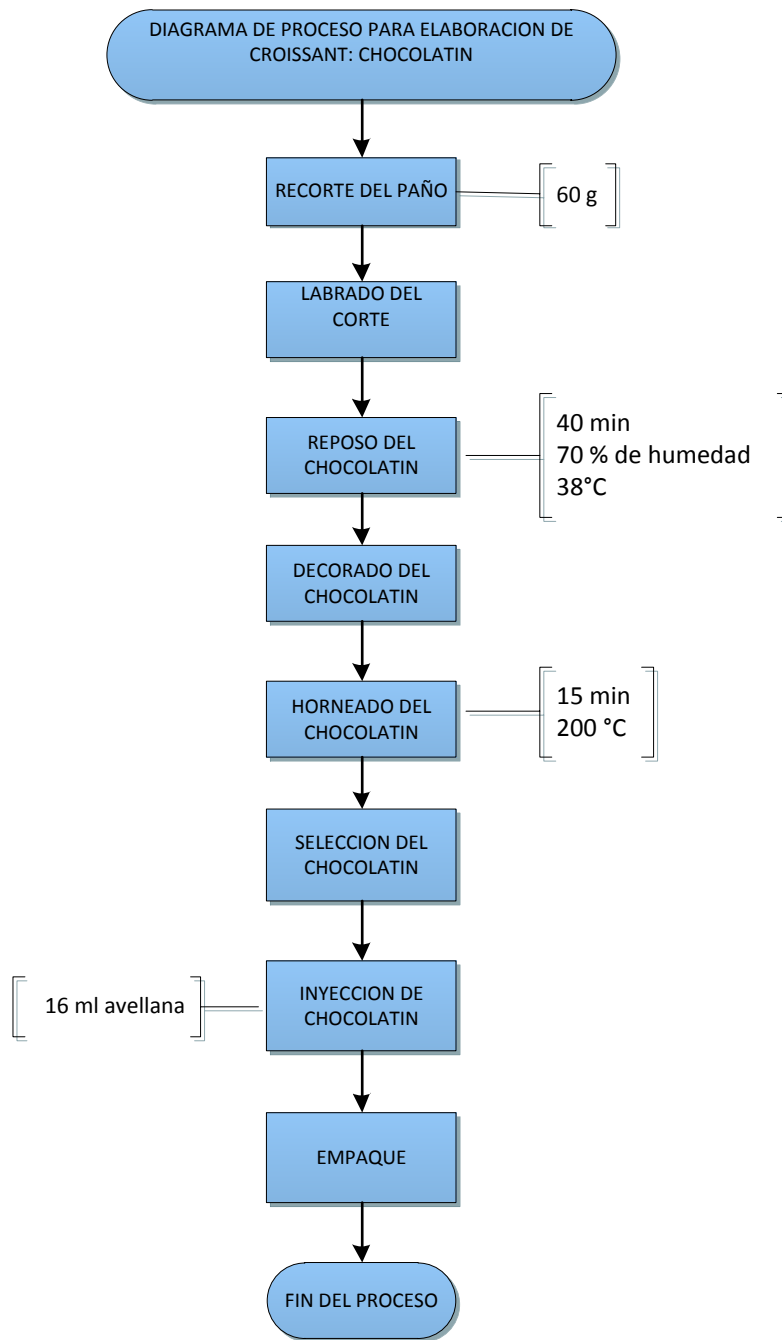 DIAGRAMA DE PROCESO PARA ELABORACION DE
CROISSANT: CHOCOLATIN
RECORTE DEL PAÑO
60 g
LABRADO DEL
CORTE
REPOSO DEL
CHOCOLATIN
40 min
70 % de humedad
38°C
DECORADO DEL
CHOCOLATIN
HORNEADO DEL
CHOCOLATIN
15 min
200 °C
SELECCION DEL
CHOCOLATIN
INYECCION DE
CHOCOLATIN
16 ml avellana
EMPAQUE
FIN DEL PROCESO